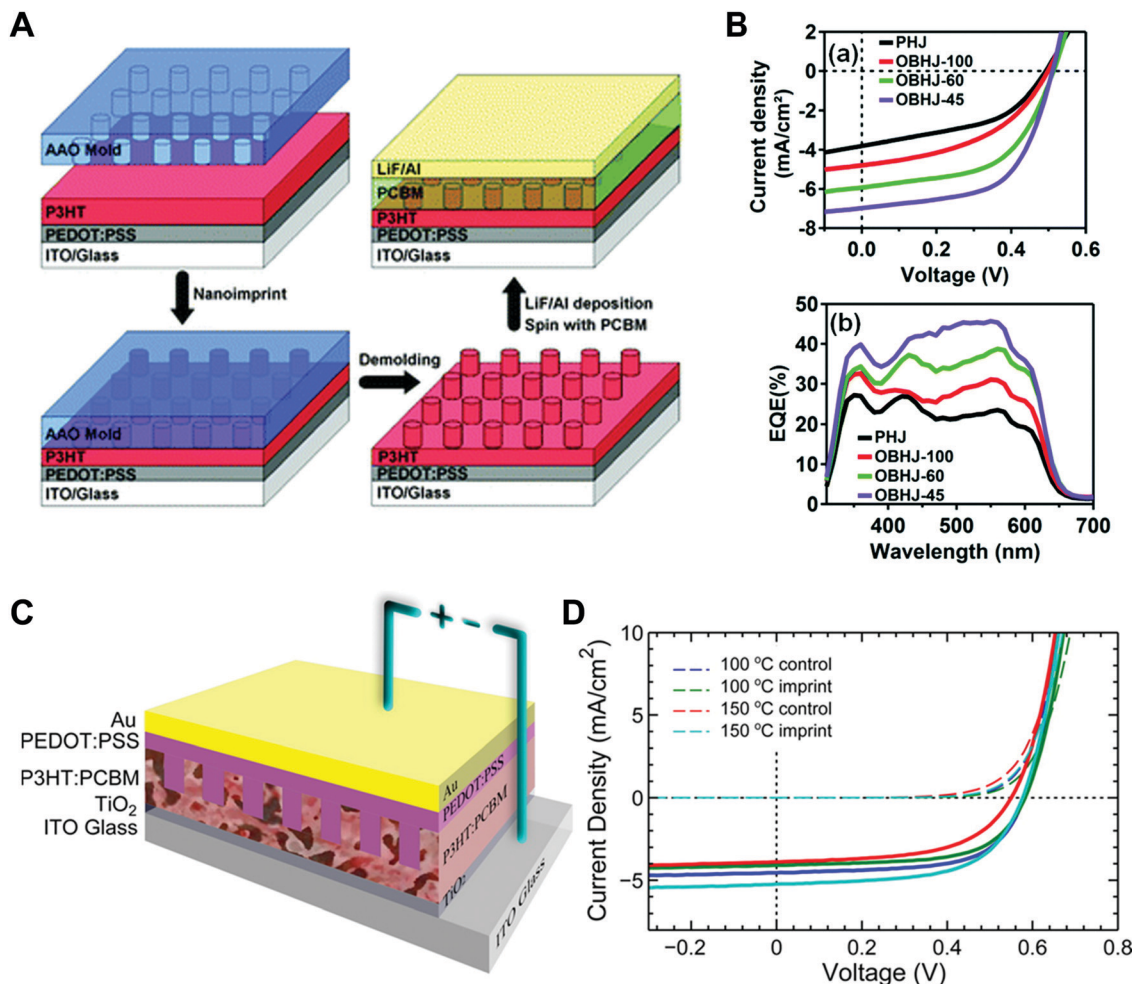 A
AAO Mold
P3HT
PEDOT:PSS
ITO/Glass
LiF/Al
PCBM
P3HT
PEDOT:PSS
ITO/Glass
Nanoimprint
LiF/Al deposition
Spin with PCBM
Demolding
AAO Mold
P3HT
PEDOT:PSS
ITO/Glass
P3HT
PEDOT:PSS
ITO/Glass
B
(a)
PHJ
OBHJ-100
OBHJ-60
OBHJ-45
Current density
(mA/cm²)
2
0
-2
-4
-6
-8
0.0 0.2 0.4 0.6
Voltage (V)
(b)
EQE(%)
50
40
30
20
10
0
PHJ
OBHJ-100
OBHJ-60
OBHJ-45
400 500 600 700
Wavelength (nm)
C
+ -
Au
PEDOT:PSS
P3HT:PCBM
TiO2
ITO Glass
Au
PEDOT:PSS
P3HT:PCBM
TiO2
ITO Glass
D
Current Density (mA/cm2)
10
5
0
−5
100 °C control
100 °C imprint
150 °C control
150 °C imprint
−0.2 0 0.2 0.4 0.6 0.8
Voltage (V)